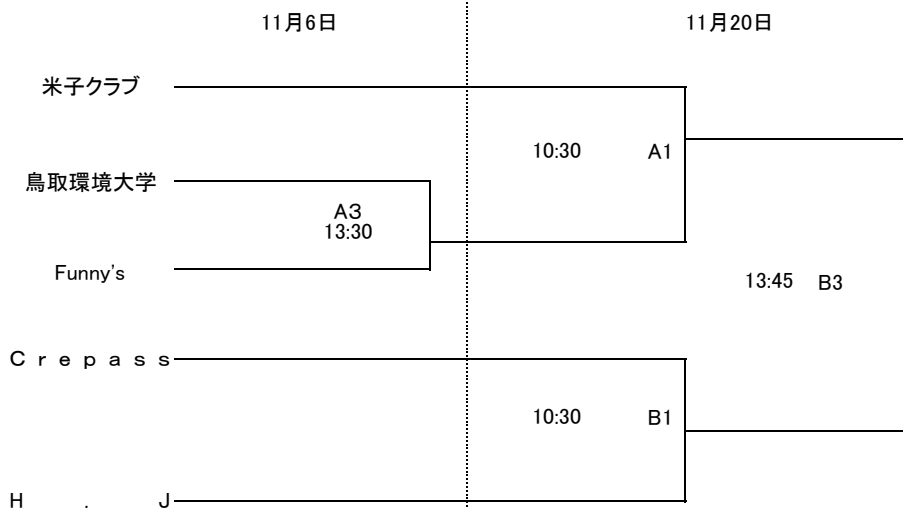 11月6日
11月20日
米子クラブ
10:30 A1
鳥取環境大学
A3
13:30
Funny's
13:45 B3
Ｃｒｅｐａｓｓ
10:30 B1
H . J